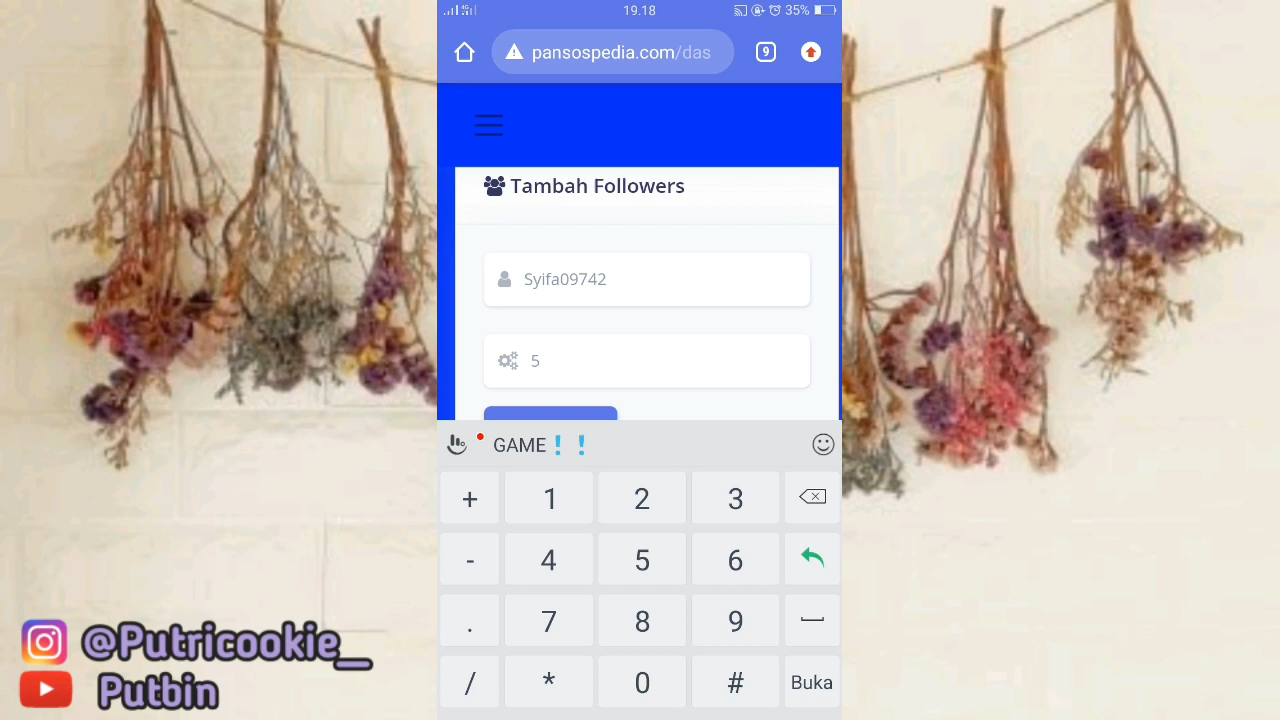 19.18
35%
pansospedia.com/das
9
Tambah Followers
Syifa09742
5
GAME❗❗
+ 1 2 3
- 4 5 6
. 7 8 9
/ * 0 # Buka
@Putricookie__
Putbin